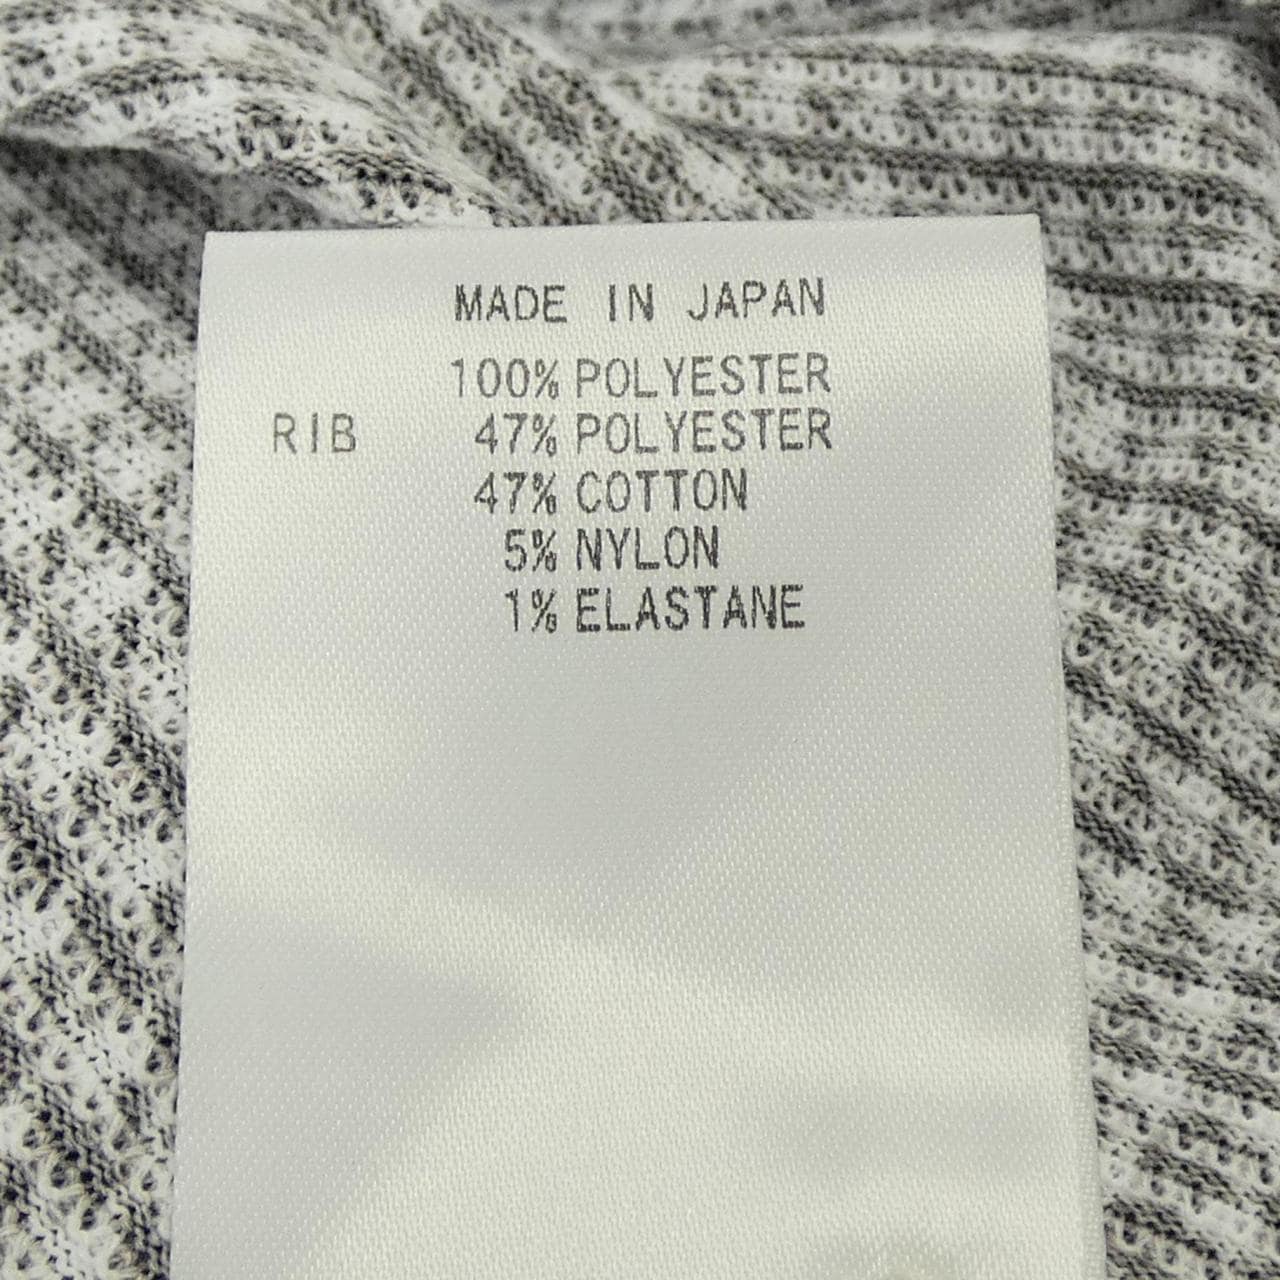 MADE IN JAPAN
100% POLYESTER
RIB 47% POLYESTER
47% COTTON
5% NYLON
1% ELASTANE